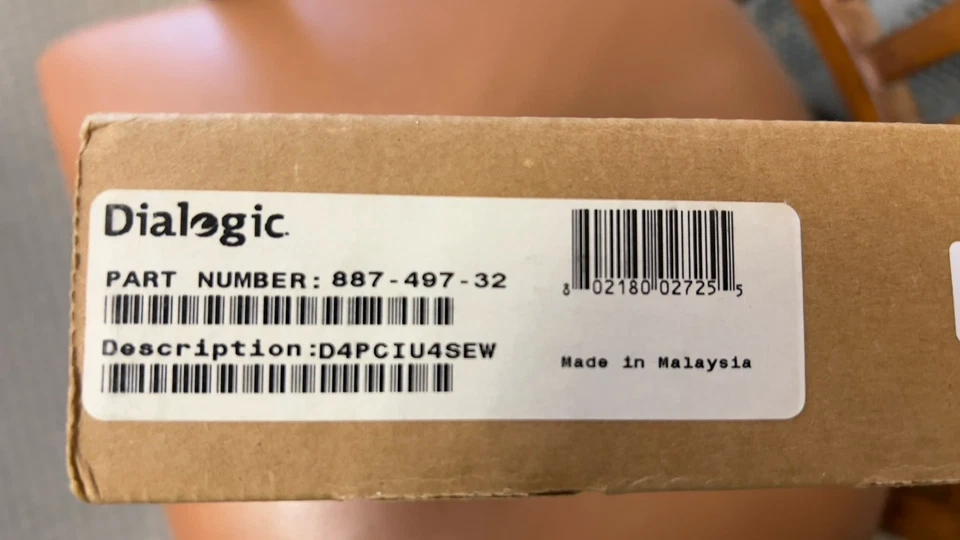 Dialogic.
PART NUMBER: 887-497-32
Description:D4PCIU4SEW
8 02180 02725 5
Made in Malaysia